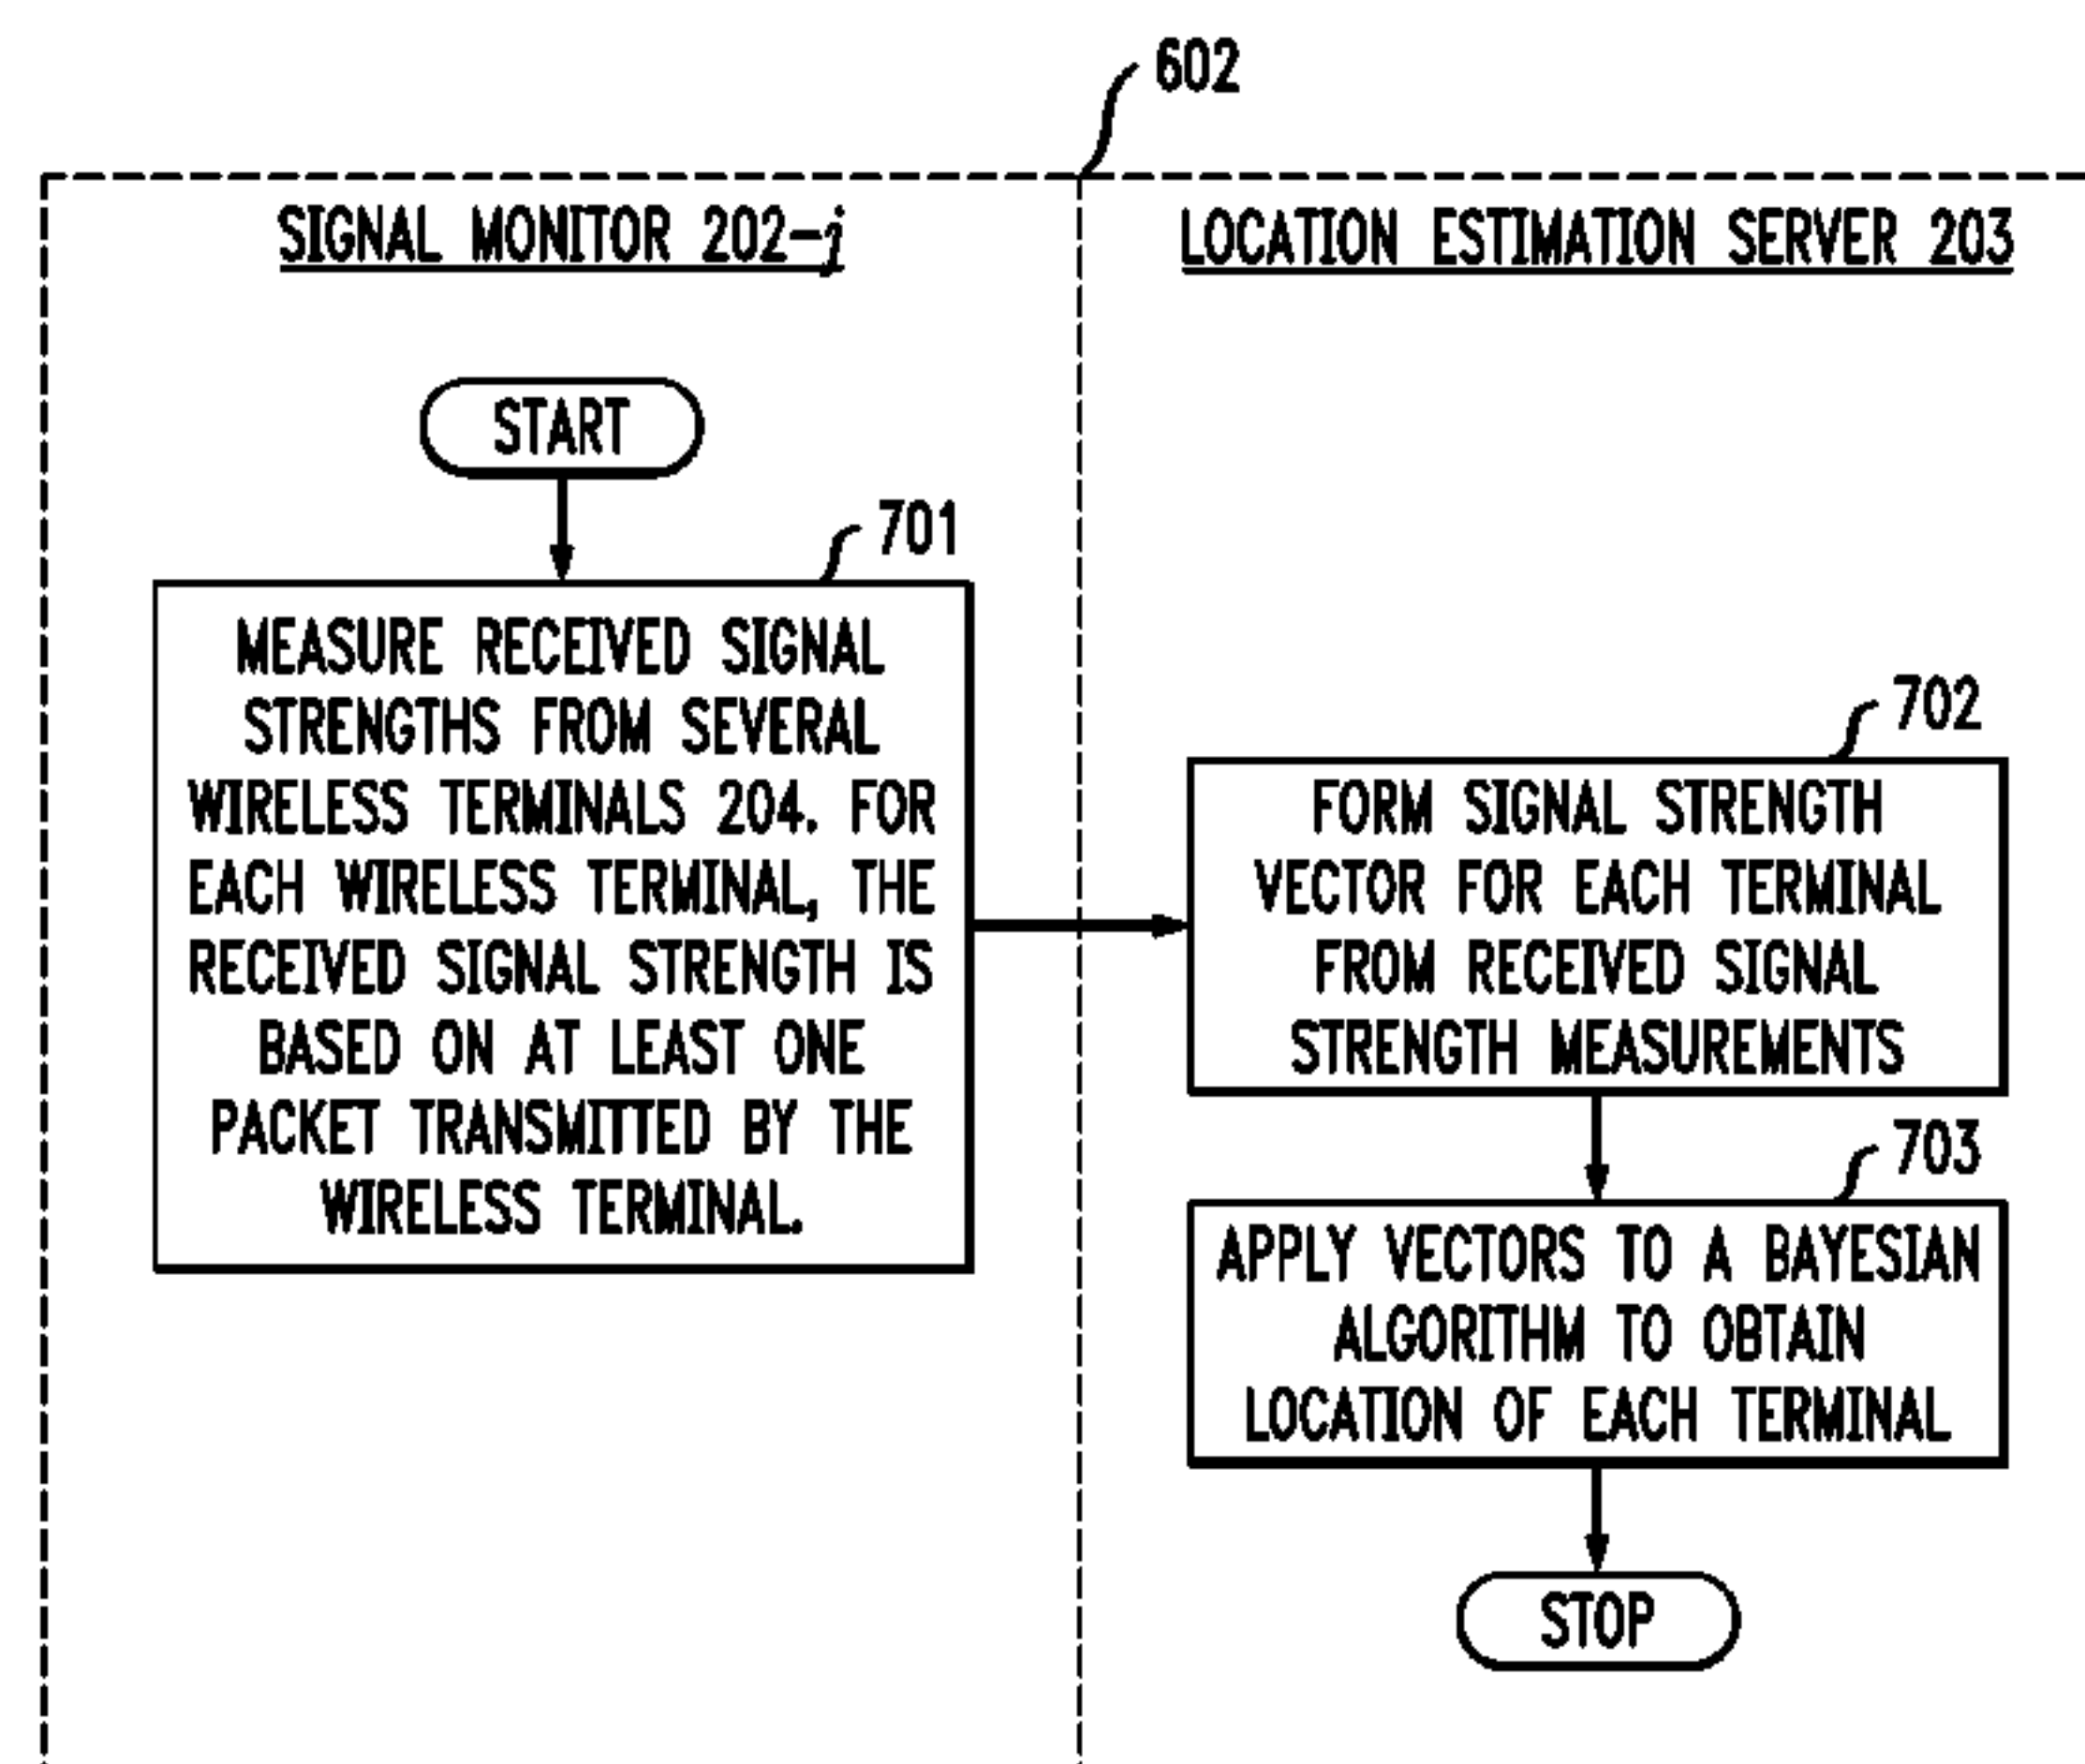 602
SIGNAL MONITOR 202-j
LOCATION ESTIMATION SERVER 203
START
701
MEASURE RECEIVED SIGNAL
STRENGTHS FROM SEVERAL
WIRELESS TERMINALS 204. FOR
EACH WIRELESS TERMINAL, THE
RECEIVED SIGNAL STRENGTH IS
BASED ON AT LEAST ONE
PACKET TRANSMITTED BY THE
WIRELESS TERMINAL.
702
FORM SIGNAL STRENGTH
VECTOR FOR EACH TERMINAL
FROM RECEIVED SIGNAL
STRENGTH MEASUREMENTS
703
APPLY VECTORS TO A BAYESIAN
ALGORITHM TO OBTAIN
LOCATION OF EACH TERMINAL
STOP